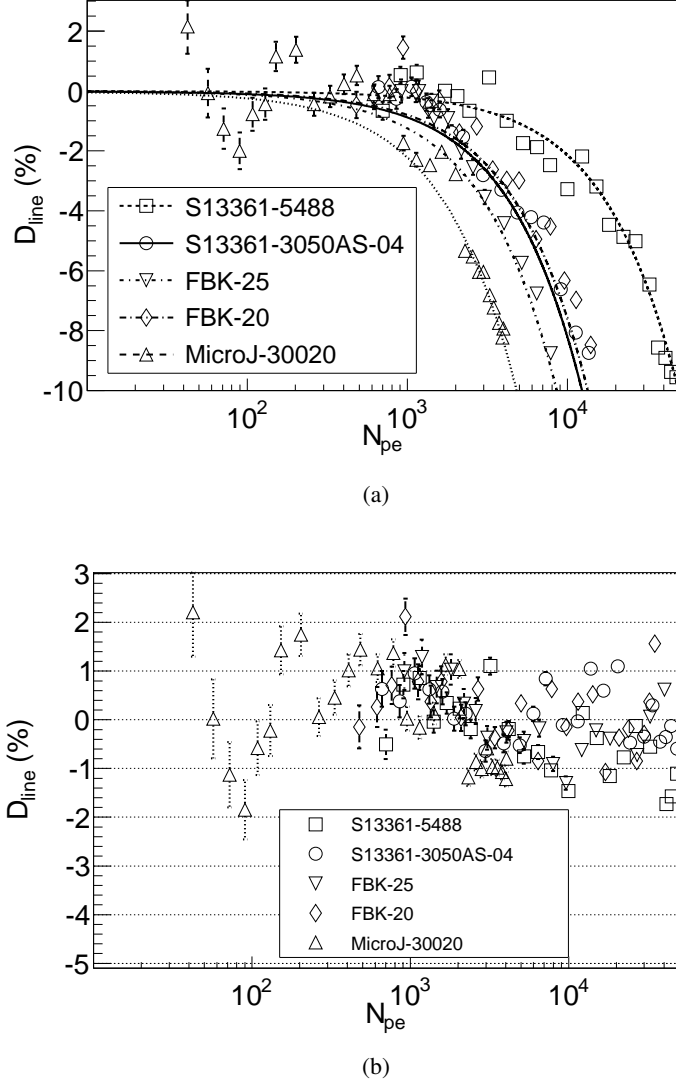 2
0
-2
-4
-6
-8
-10
D_line (%)
S13361-5488
S13361-3050AS-04
FBK-25
FBK-20
MicroJ-30020
10^2
10^3
10^4
N_pe
(a)
3
2
1
0
-1
-2
-3
-4
-5
D_line (%)
S13361-5488
S13361-3050AS-04
FBK-25
FBK-20
MicroJ-30020
10^2
10^3
10^4
N_pe
(b)